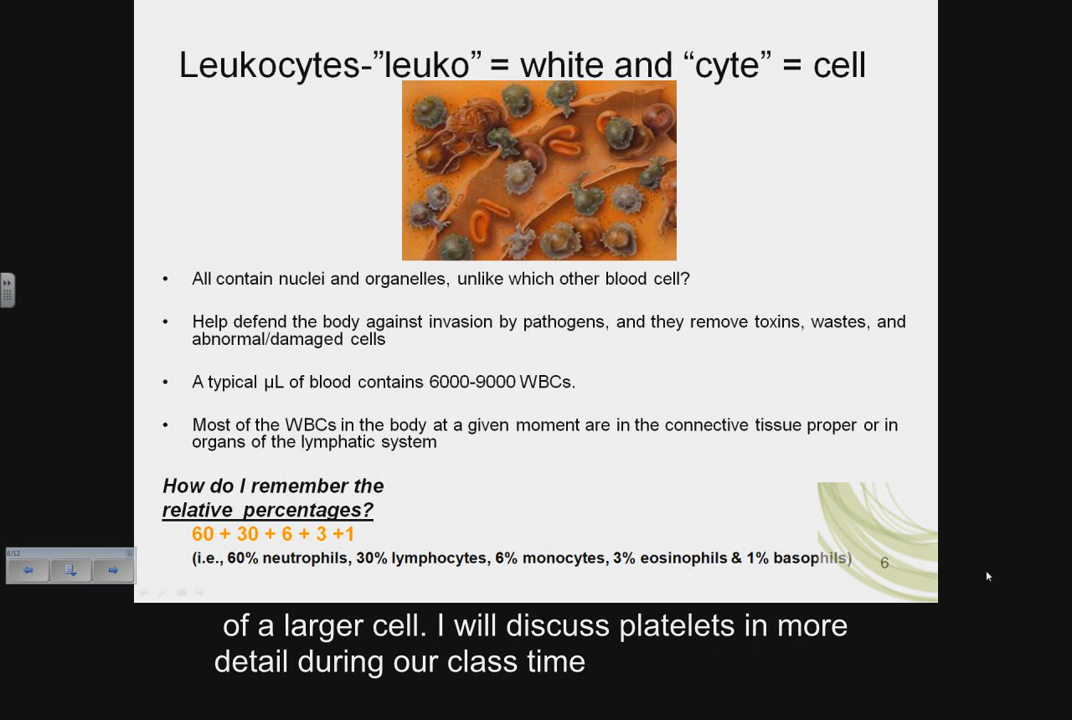 Leukocytes-”leuko” = white and “cyte” = cell
• All contain nuclei and organelles, unlike which other blood cell?
• Help defend the body against invasion by pathogens, and they remove toxins, wastes, and
abnormal/damaged cells
• A typical µL of blood contains 6000-9000 WBCs.
• Most of the WBCs in the body at a given moment are in the connective tissue proper or in
organs of the lymphatic system
How do I remember the
relative percentages?
60 + 30 + 6 + 3 +1
(i.e., 60% neutrophils, 30% lymphocytes, 6% monocytes, 3% eosinophils & 1% basophils)
6
6/12
of a larger cell. I will discuss platelets in more
detail during our class time